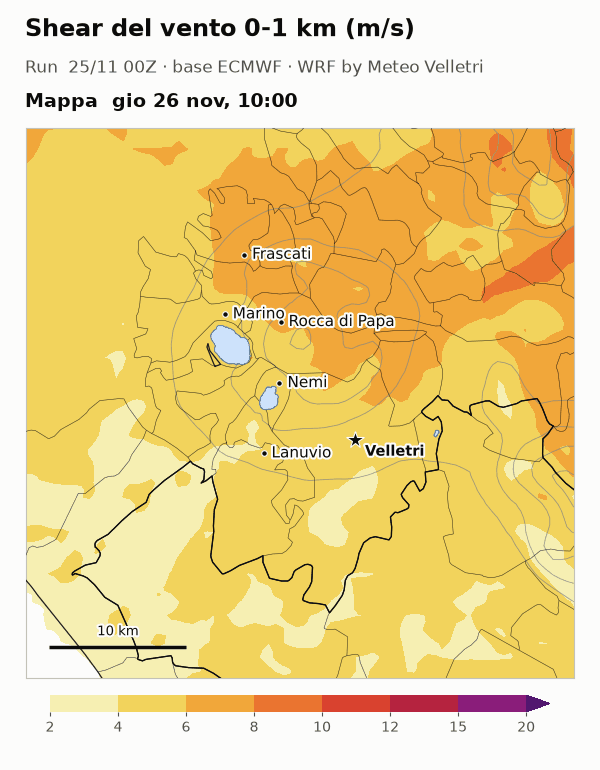 Shear del vento 0-1 km (m/s)
Run  25/11 00Z · base ECMWF · WRF by Meteo Velletri
Mappa  gio 26 nov, 10:00
Frascati
Marino
Rocca di Papa
Nemi
Velletri
Lanuvio
10 km
2 4 6 8 10 12 15 20